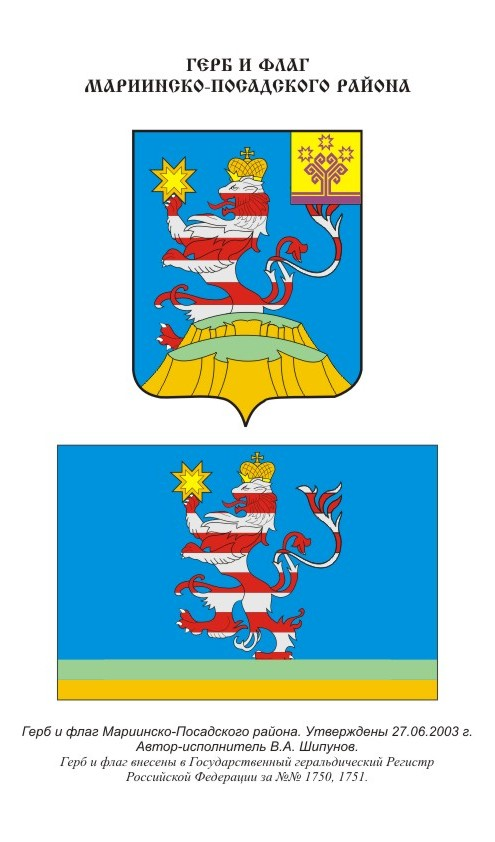 ГЕРБ И ФЛАГ
МАРИИНСКО-ПОСАДСКОГО РАЙОНА
Герб и флаг Мариинско-Посадского района. Утверждены 27.06.2003 г.
Автор-исполнитель В.А. Шипунов.
Герб и флаг внесены в Государственный геральдический Регистр
Российской Федерации за №№ 1750, 1751.